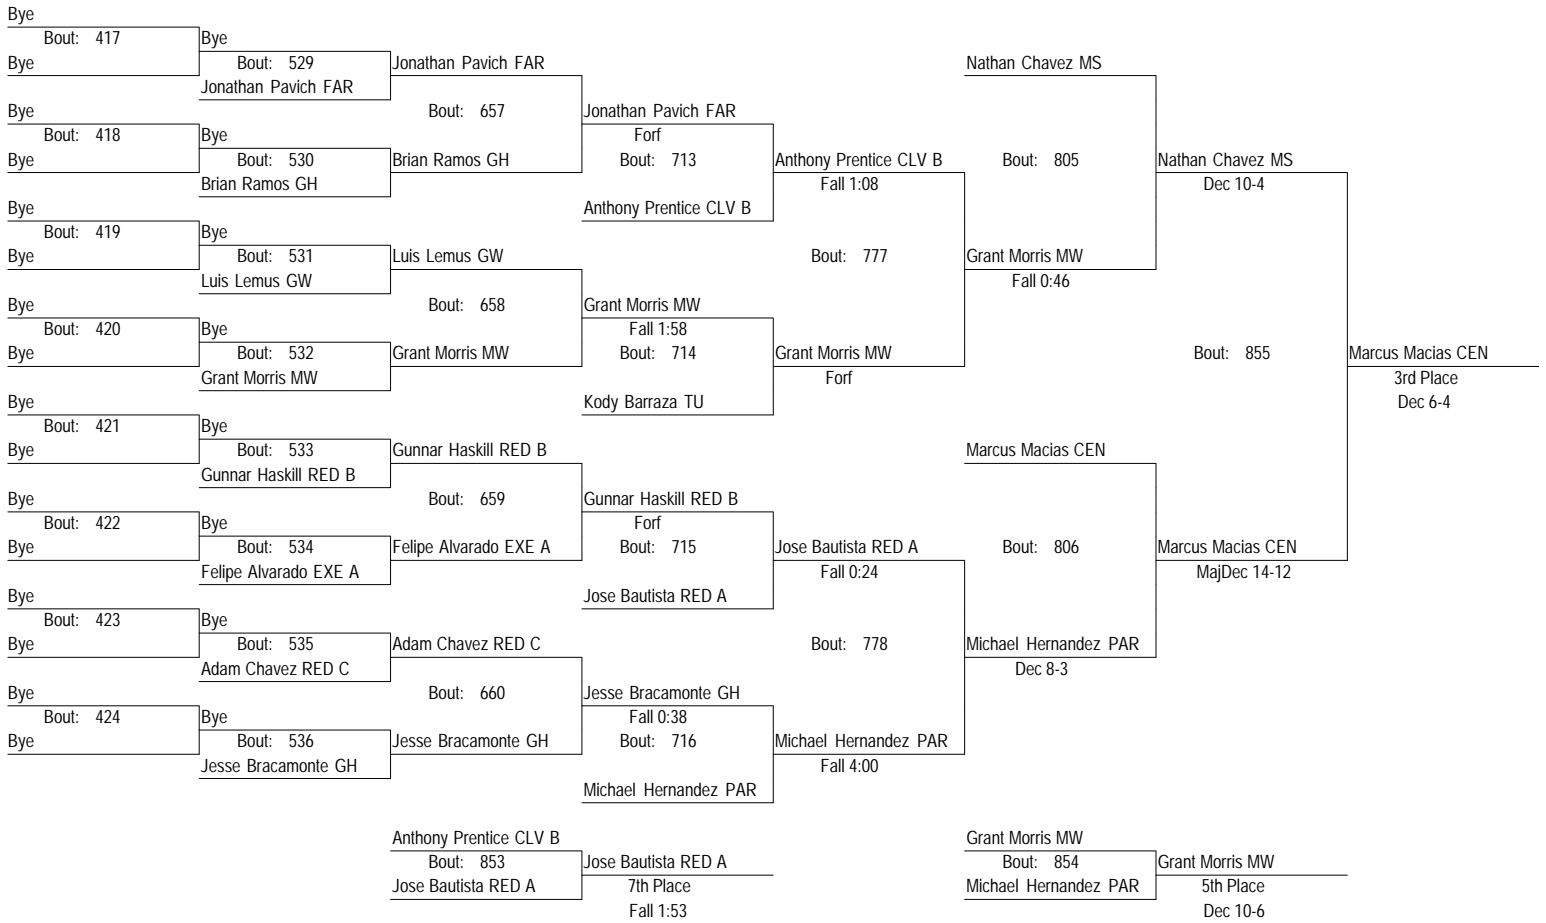 Bye
Bout: 417
Bye
Bye
Bout: 529
Jonathan Pavich FAR
Jonathan Pavich FAR
Nathan Chavez MS
Bye
Bout: 657
Jonathan Pavich FAR
Bout: 418
Bye
Forf
Bye
Bout: 530
Brian Ramos GH
Bout: 713
Anthony Prentice CLV B
Bout: 805
Nathan Chavez MS
Brian Ramos GH
Fall 1:08
Dec 10-4
Bye
Anthony Prentice CLV B
Bout: 419
Bye
Bye
Bout: 531
Luis Lemus GW
Bout: 777
Grant Morris MW
Luis Lemus GW
Fall 0:46
Bye
Bout: 658
Grant Morris MW
Bout: 420
Bye
Fall 1:58
Bye
Bout: 532
Grant Morris MW
Bout: 714
Grant Morris MW
Bout: 855
Marcus Macias CEN
Grant Morris MW
Forf
3rd Place
Bye
Kody Barraza TU
Dec 6-4
Bout: 421
Bye
Bye
Bout: 533
Gunnar Haskill RED B
Marcus Macias CEN
Gunnar Haskill RED B
Bye
Bout: 659
Gunnar Haskill RED B
Bout: 422
Bye
Forf
Bye
Bout: 534
Felipe Alvarado EXE A
Bout: 715
Jose Bautista RED A
Bout: 806
Marcus Macias CEN
Felipe Alvarado EXE A
Fall 0:24
MajDec 14-12
Bye
Jose Bautista RED A
Bout: 423
Bye
Bye
Bout: 535
Adam Chavez RED C
Bout: 778
Michael Hernandez PAR
Adam Chavez RED C
Dec 8-3
Bye
Bout: 660
Jesse Bracamonte GH
Bout: 424
Bye
Fall 0:38
Bye
Bout: 536
Jesse Bracamonte GH
Bout: 716
Michael Hernandez PAR
Jesse Bracamonte GH
Fall 4:00
Michael Hernandez PAR
Anthony Prentice CLV B
Bout: 853
Jose Bautista RED A
Jose Bautista RED A
7th Place
Fall 1:53
Grant Morris MW
Bout: 854
Grant Morris MW
Michael Hernandez PAR
5th Place
Dec 10-6